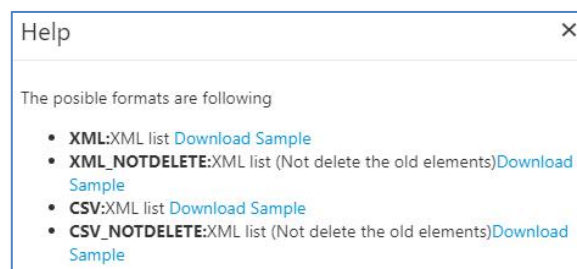 Help ×
The posible formats are following
• XML:XML list Download Sample
• XML_NOTDELETE:XML list (Not delete the old elements)Download
Sample
• CSV:XML list Download Sample
• CSV_NOTDELETE:XML list (Not delete the old elements)Download
Sample